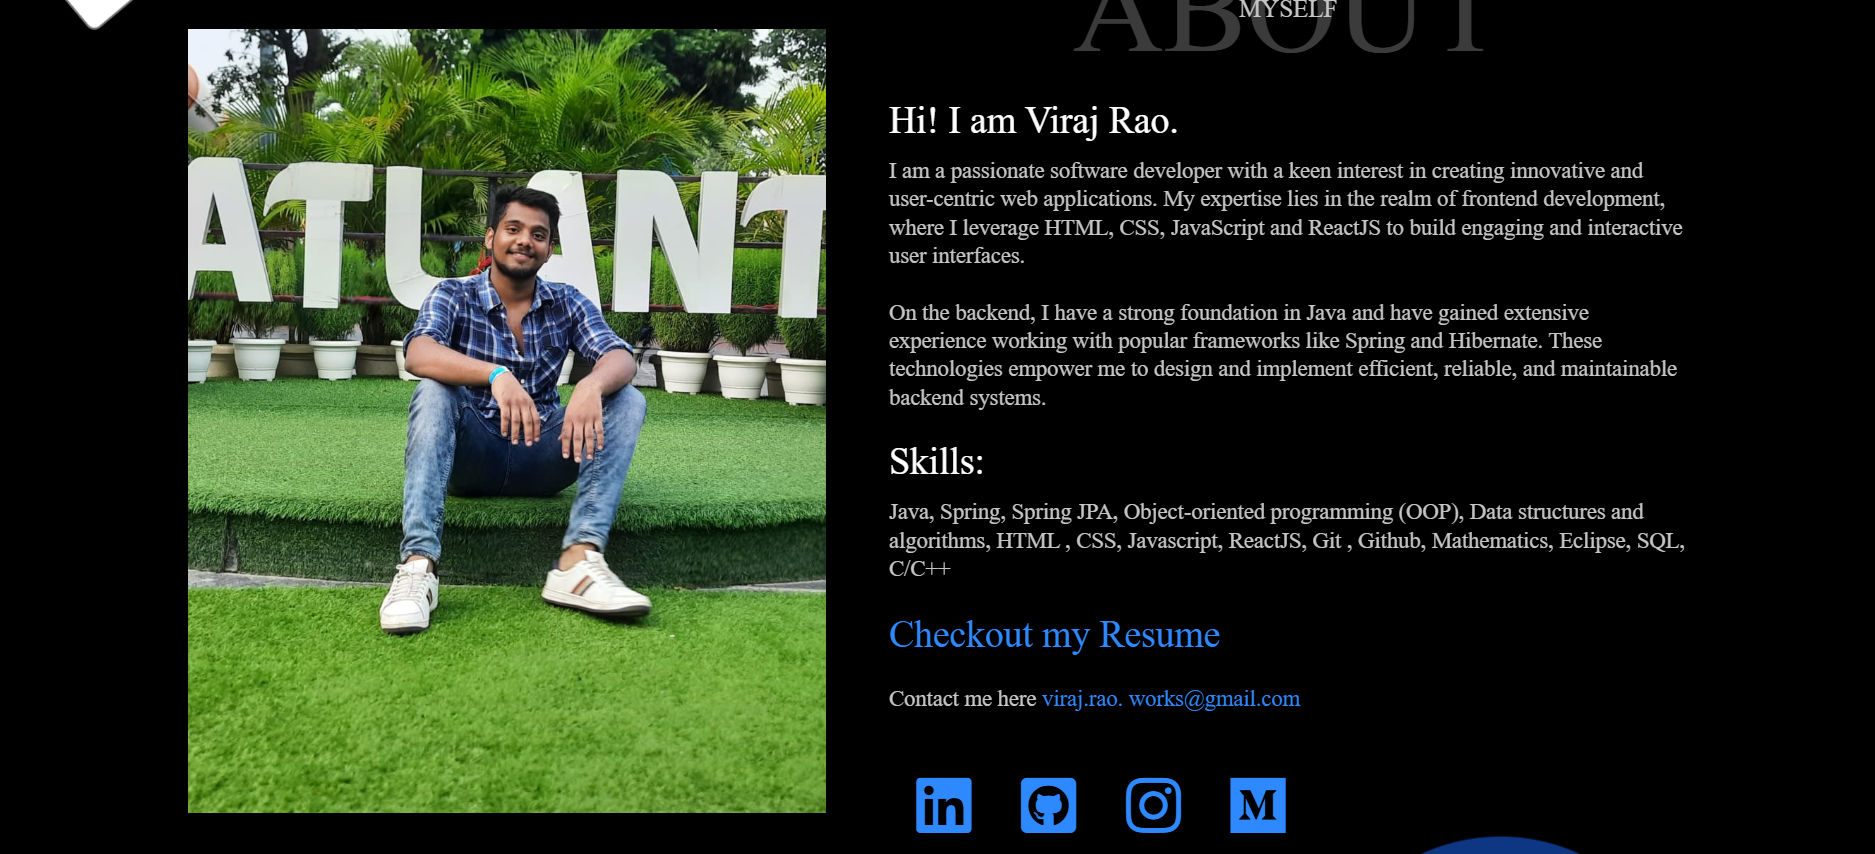 ABOUT
MYSELF
ATLANT
Hi! I am Viraj Rao.
I am a passionate software developer with a keen interest in creating innovative and
user-centric web applications. My expertise lies in the realm of frontend development,
where I leverage HTML, CSS, JavaScript and ReactJS to build engaging and interactive
user interfaces.
On the backend, I have a strong foundation in Java and have gained extensive
experience working with popular frameworks like Spring and Hibernate. These
technologies empower me to design and implement efficient, reliable, and maintainable
backend systems.
Skills:
Java, Spring, Spring JPA, Object-oriented programming (OOP), Data structures and
algorithms, HTML , CSS, Javascript, ReactJS, Git , Github, Mathematics, Eclipse, SQL,
C/C++
Checkout my Resume
Contact me here viraj.rao. works@gmail.com
in
M